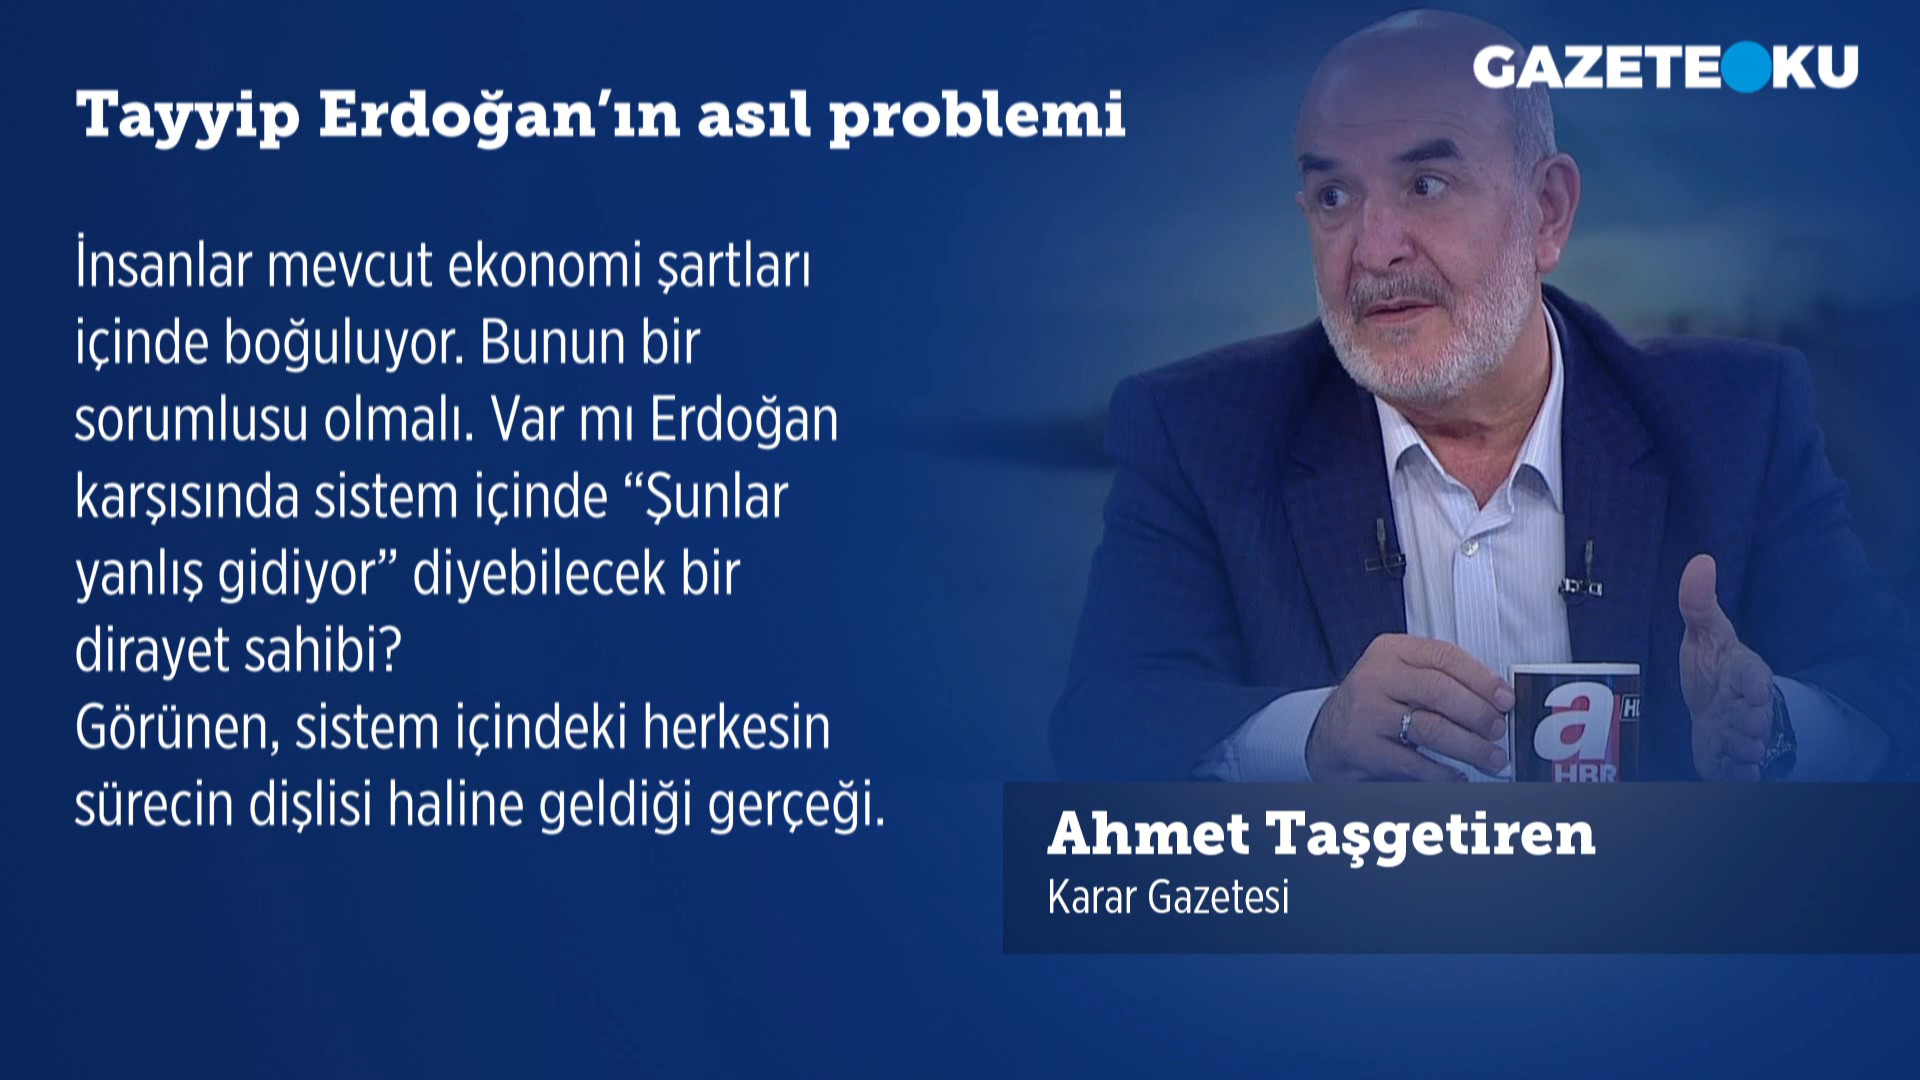 GAZETE KU
Tayyip Erdoğan’ın asıl problemi
İnsanlar mevcut ekonomi şartları
içinde boğuluyor. Bunun bir
sorumlusu olmalı. Var mı Erdoğan
karşısında sistem içinde “Şunlar
yanlış gidiyor” diyebilecek bir
dirayet sahibi?
Görünen, sistem içindeki herkesin
sürecin dişlisi haline geldiği gerçeği.
a
HBR
Ahmet Taşgetiren
Karar Gazetesi